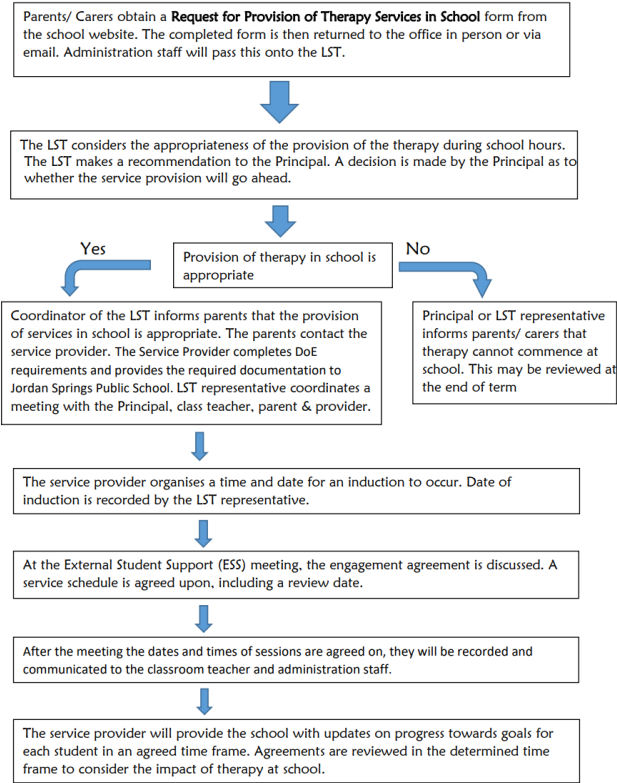 Parents/ Carers obtain a Request for Provision of Therapy Services in School form from
the school website. The completed form is then returned to the office in person or via
email. Administration staff will pass this onto the LST.
The LST considers the appropriateness of the provision of the therapy during school hours.
The LST makes a recommendation to the Principal. A decision is made by the Principal as to
whether the service provision will go ahead.
Yes
Provision of therapy in school is
appropriate
No
Coordinator of the LST informs parents that the provision
of services in school is appropriate. The parents contact the
service provider. The Service Provider completes DoE
requirements and provides the required documentation to
Jordan Springs Public School. LST representative coordinates a
meeting with the Principal, class teacher, parent & provider.
Principal or LST representative
informs parents/ carers that
therapy cannot commence at
school. This may be reviewed at
the end of term
The service provider organises a time and date for an induction to occur. Date of
induction is recorded by the LST representative.
At the External Student Support (ESS) meeting, the engagement agreement is discussed. A
service schedule is agreed upon, including a review date.
After the meeting the dates and times of sessions are agreed on, they will be recorded and
communicated to the classroom teacher and administration staff.
The service provider will provide the school with updates on progress towards goals for
each student in an agreed time frame. Agreements are reviewed in the determined time
frame to consider the impact of therapy at school.